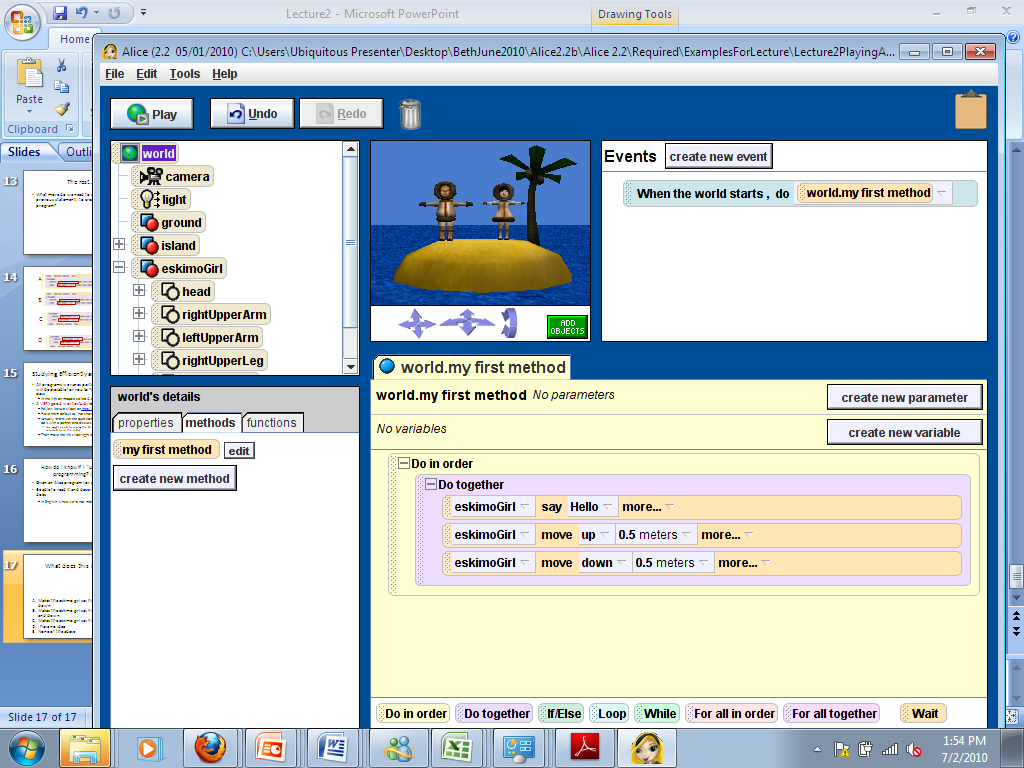 Lecture2 - Microsoft PowerPoint
Drawing Tools
Home
Paste
Clipboard
Slides
Outli
13
14
15
Studying Efficiently
16
17
Slide 17 of 17
Alice (2.2 05/01/2010) C:\Users\Ubiquitous Presenter\Desktop\BethJune2010\Alice2.2b\Alice 2.2\Required\ExamplesForLecture\Lecture2PlayingA...
File Edit Tools Help
Play
Undo
Redo
world
camera
light
ground
island
eskimoGirl
head
rightUpperArm
leftUpperArm
rightUpperLeg
ADD
OBJECTS
Events create new event
When the world starts , do world.my first method
world's details
properties methods functions
my first method edit
create new method
world.my first method
world.my first method No parameters
create new parameter
No variables
create new variable
Do in order
Do together
eskimoGirl say Hello more...
eskimoGirl move up 0.5 meters more...
eskimoGirl move down 0.5 meters more...
Do in order Do together If/Else Loop While For all in order For all together Wait
1:54 PM
7/2/2010